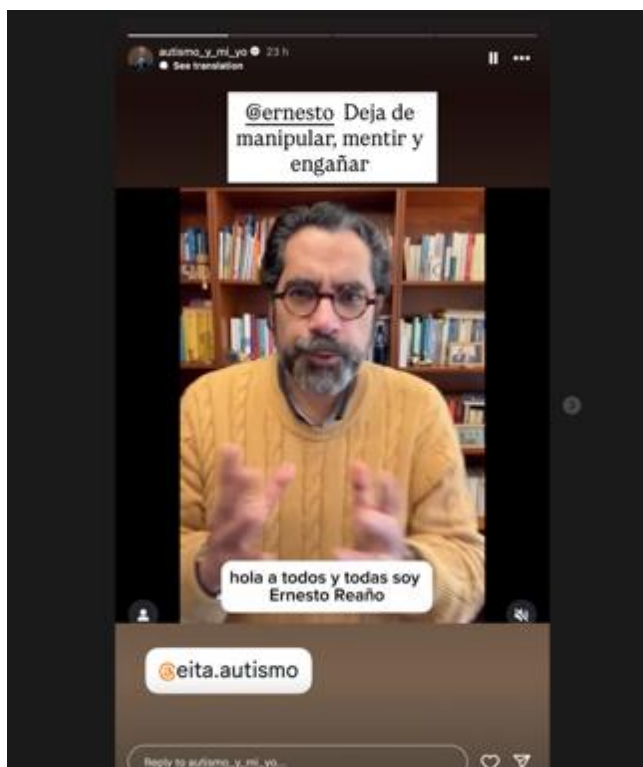 autismo_y_mi_yo 23 h
See translation
@ernesto Deja de
manipular, mentir y
engañar
hola a todos y todas soy
Ernesto Reaño
@eita.autismo
Reply to autismo_y_mi_yo...